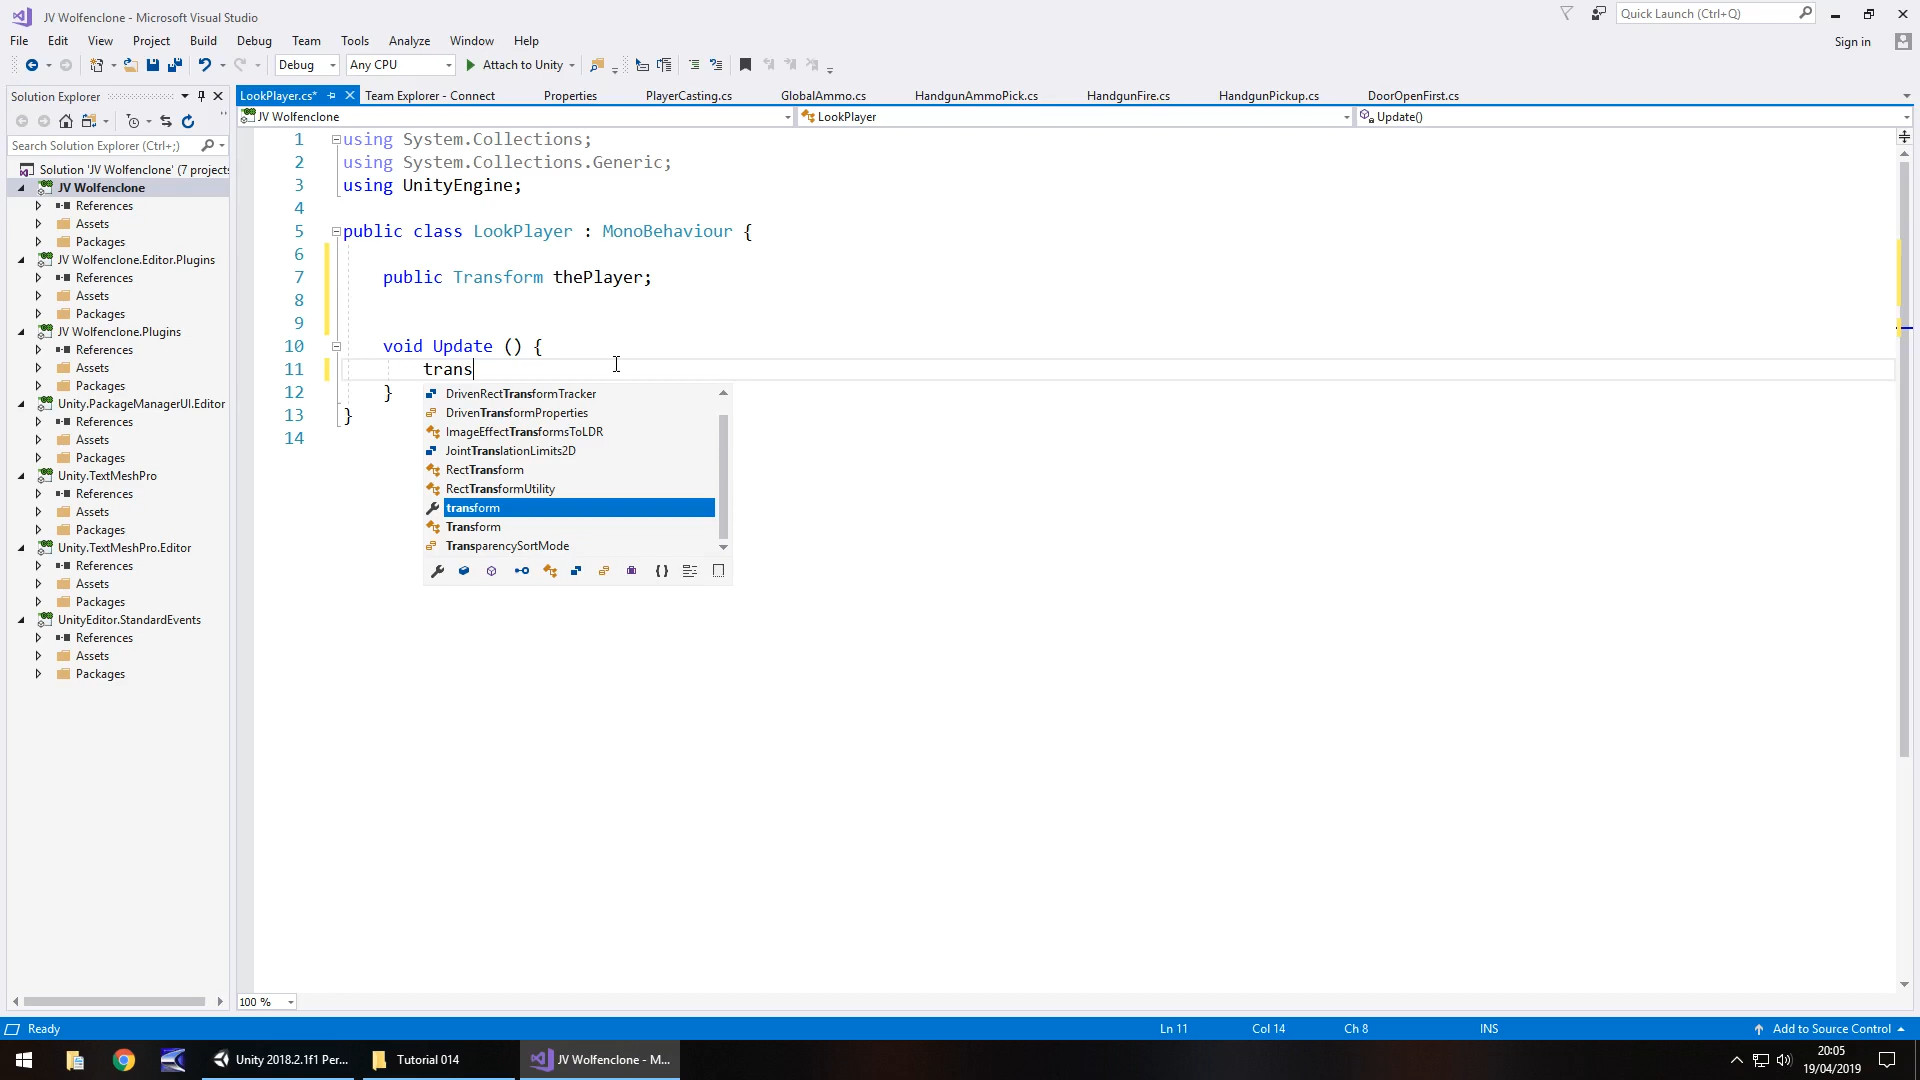 JV Wolfenclone - Microsoft Visual Studio
Quick Launch (Ctrl+Q)
File Edit View Project Build Debug Team Tools Analyze Window Help
Sign in
Debug Any CPU Attach to Unity
Solution Explorer
LookPlayer.cs* Team Explorer - Connect Properties PlayerCasting.cs GlobalAmmo.cs HandgunAmmoPick.cs HandgunFire.cs HandgunPickup.cs DoorOpenFirst.cs
JV Wolfenclone LookPlayer Update()
Search Solution Explorer (Ctrl+;)
Solution 'JV Wolfenclone' (7 projects
JV Wolfenclone
References
Assets
Packages
JV Wolfenclone.Editor.Plugins
References
Assets
Packages
JV Wolfenclone.Plugins
References
Assets
Packages
Unity.PackageManagerUI.Editor
References
Assets
Packages
Unity.TextMeshPro
References
Assets
Packages
Unity.TextMeshPro.Editor
References
Assets
Packages
UnityEditor.StandardEvents
References
Assets
Packages
1 using System.Collections;
2 using System.Collections.Generic;
3 using UnityEngine;
4
5 public class LookPlayer : MonoBehaviour {
6
7 public Transform thePlayer;
8
9
10 void Update () {
11 trans
12 }
13 }
14
DrivenRectTransformTracker
DrivenTransformProperties
ImageEffectTransformsToLDR
JointTranslationLimits2D
RectTransform
RectTransformUtility
transform
Transform
TransparencySortMode
100 %
Ready Ln 11 Col 14 Ch 8 INS Add to Source Control
Unity 2018.2.1f1 Per... Tutorial 014 JV Wolfenclone - M...
20:05
19/04/2019